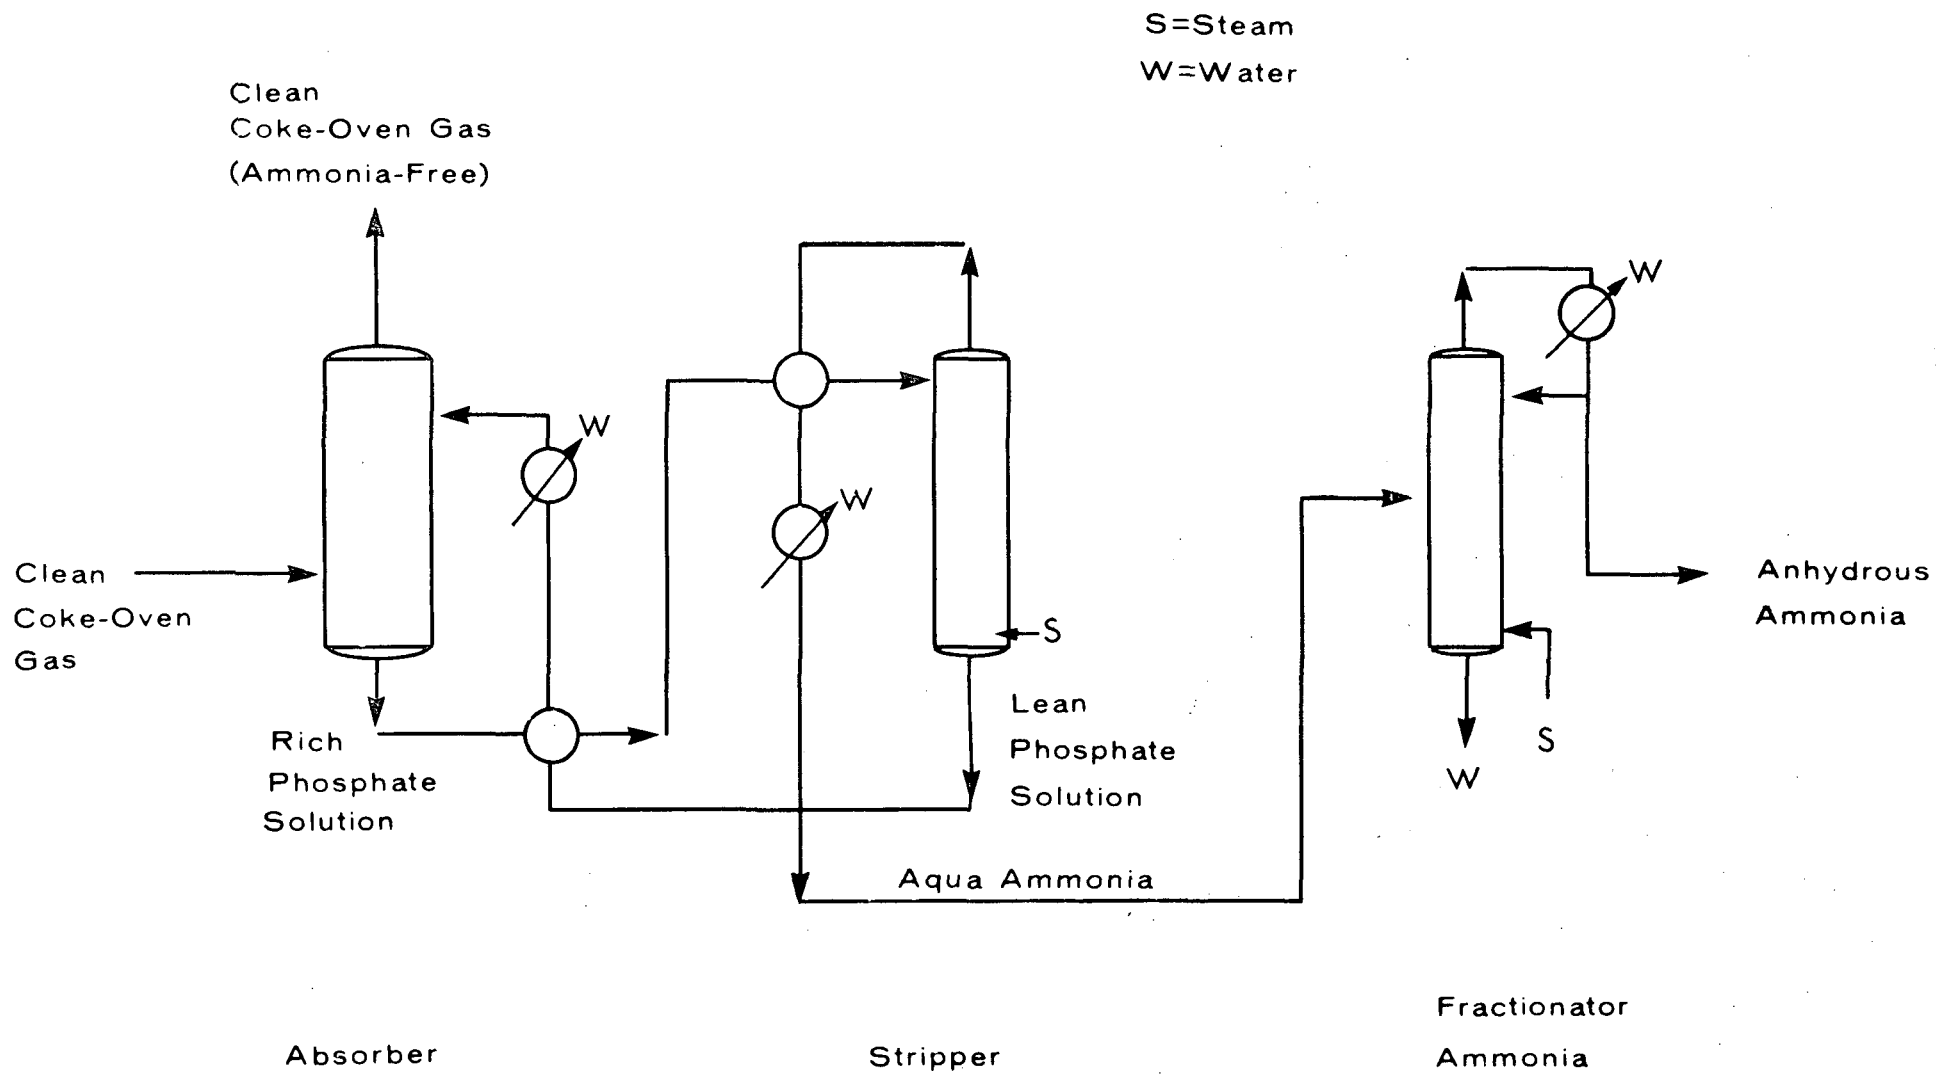 S=Steam
W=Water
Clean
Coke-Oven Gas
(Ammonia-Free)
W
W
W
Clean
Coke-Oven
Gas
Anhydrous
Ammonia
S
Lean
Phosphate
Solution
Rich
Phosphate
Solution
S
W
Aqua Ammonia
Absorber
Stripper
Fractionator
Ammonia